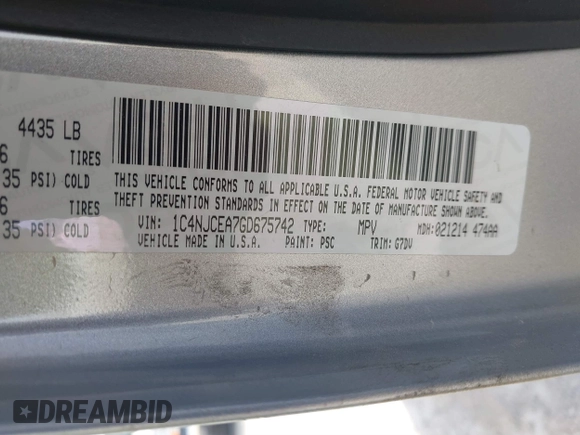 4435 LB
6 TIRES
35 PSI) COLD
6 TIRES
35 PSI) COLD
THIS VEHICLE CONFORMS TO ALL APPLICABLE U.S.A. FEDERAL MOTOR VEHICLE SAFETY AND
THEFT PREVENTION STANDARDS IN EFFECT ON THE DATE OF MANUFACTURE SHOWN ABOVE.
VIN: 1C4NJCEA7GD675742 TYPE: MPV MDH: 021214 474AA
VEHICLE MADE IN U.S.A. PAINT: PSC TRIM: G7DV
DREAMBID